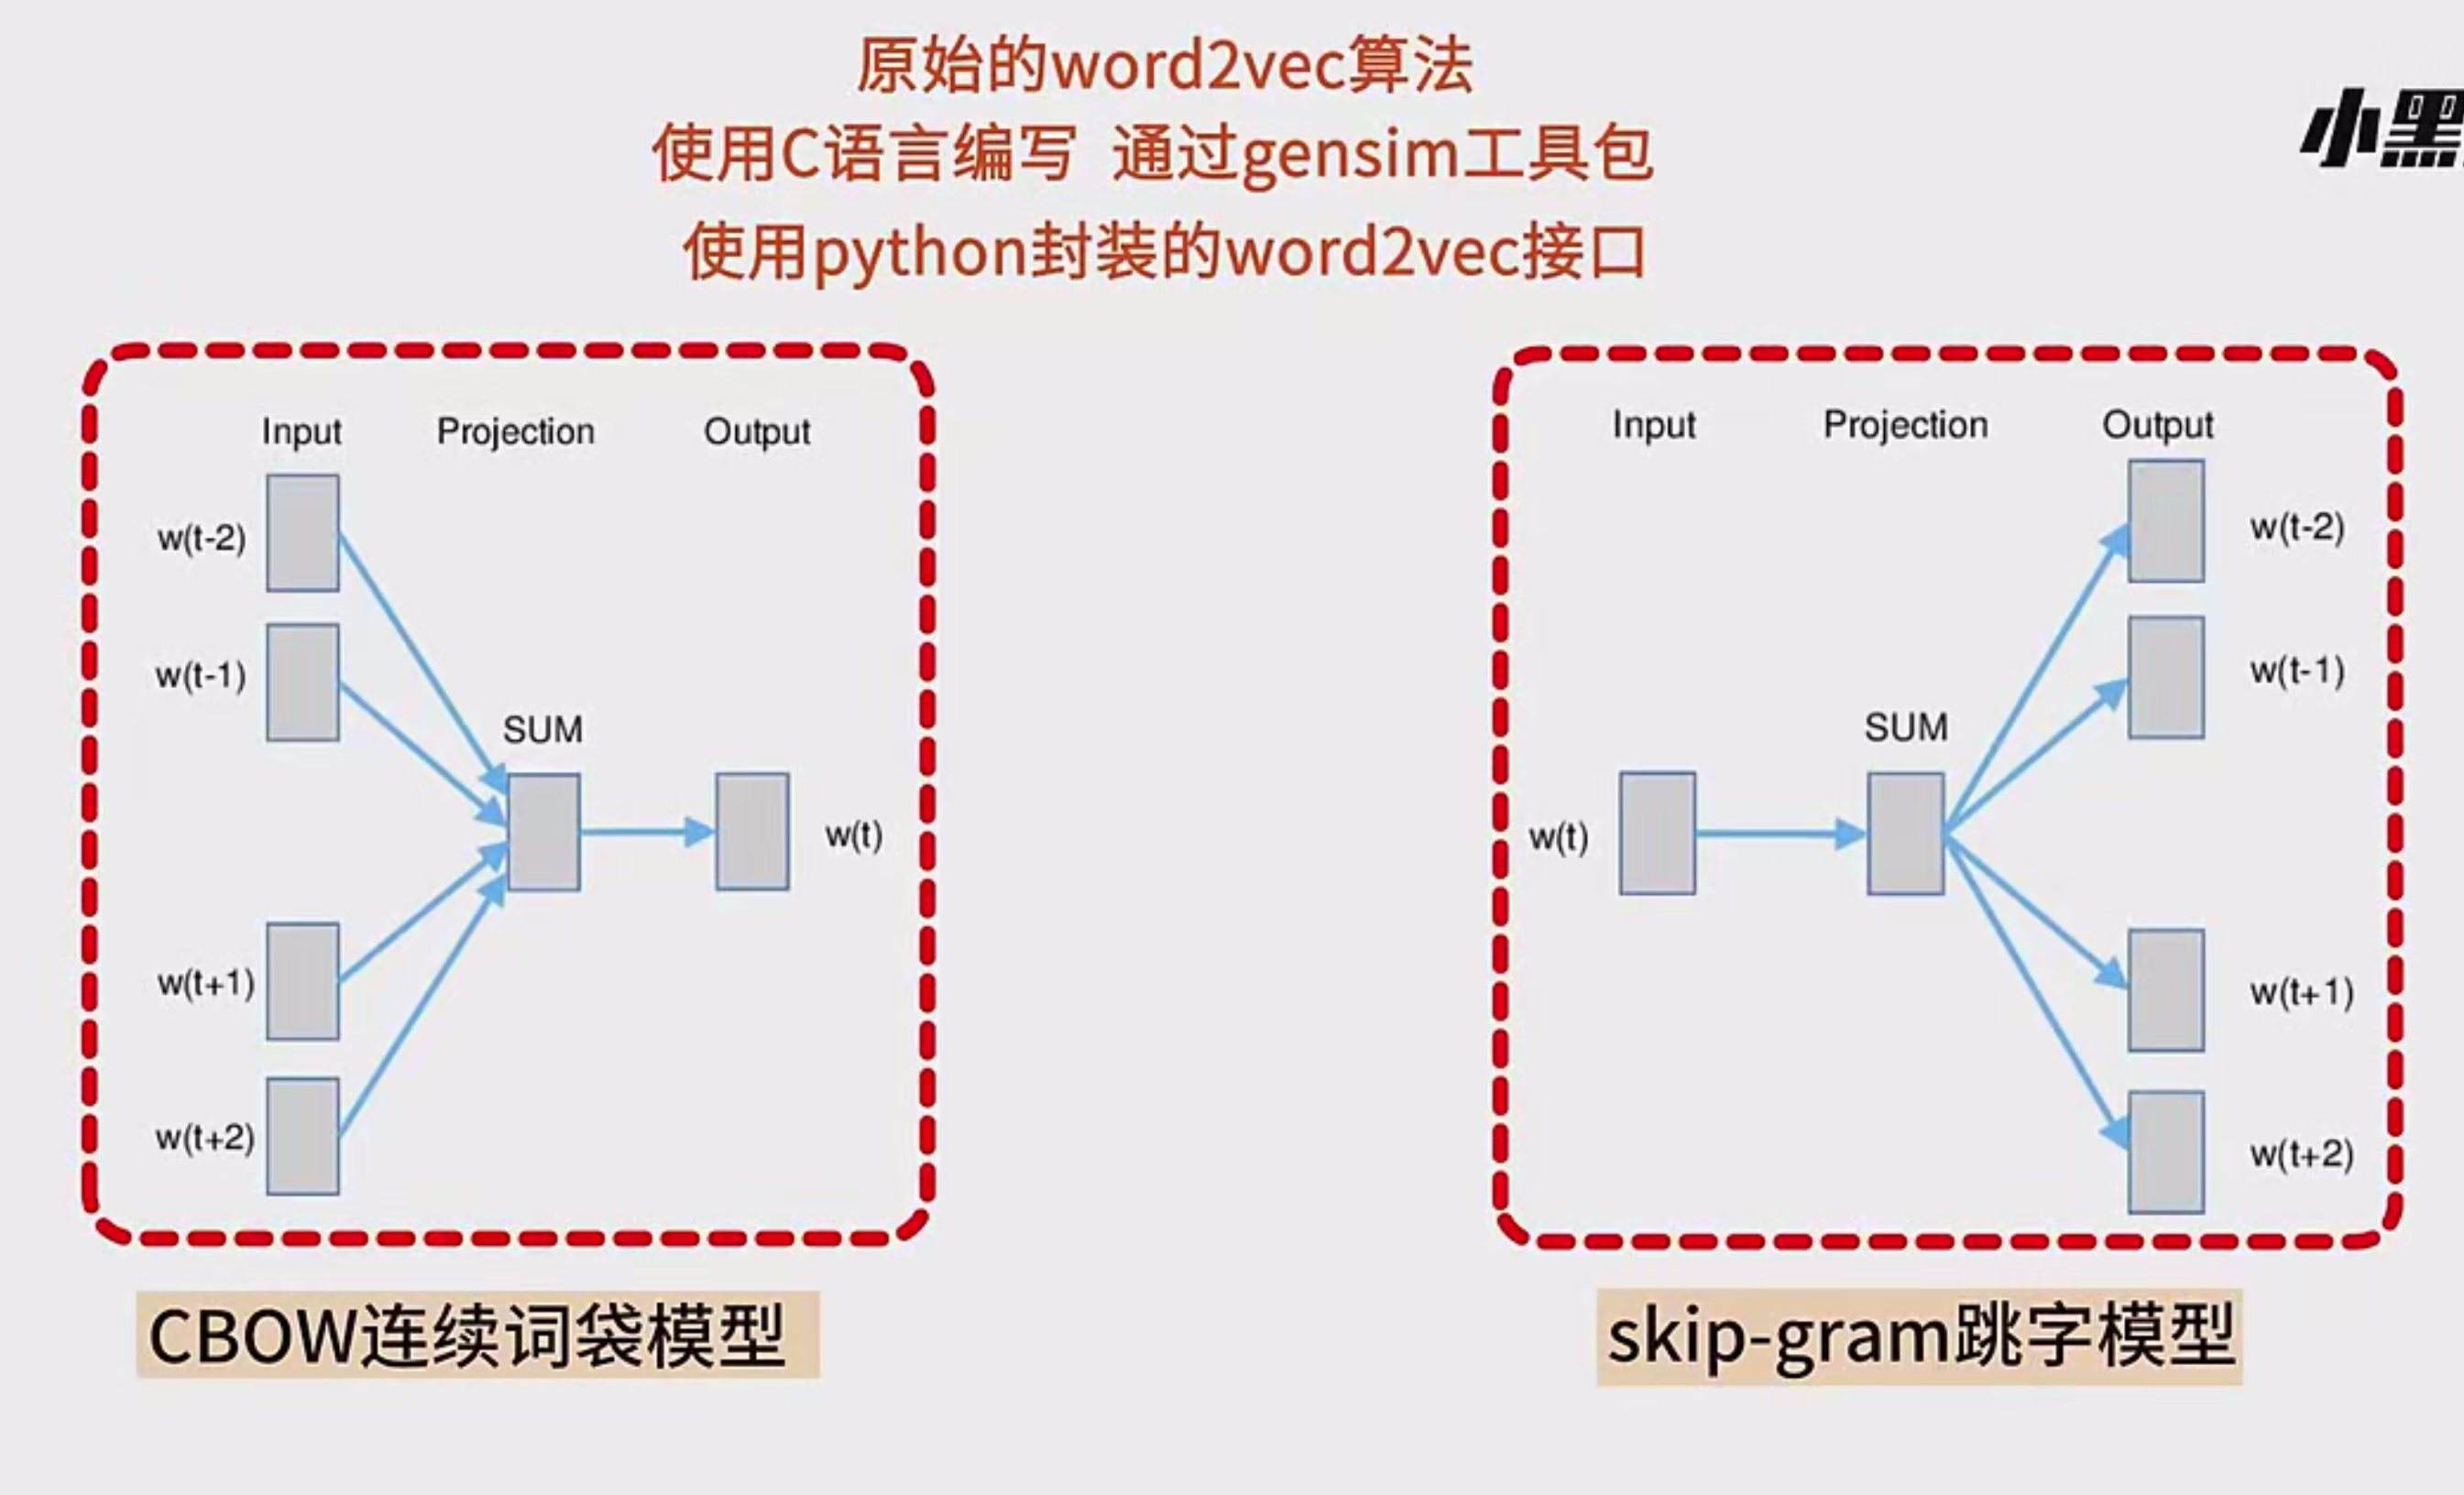 原始的word2vec算法
使用C语言编写 通过gensim工具包
使用python封装的word2vec接口
小黑
Input Projection Output
w(t-2)
w(t-1)
SUM
w(t)
w(t+1)
w(t+2)
CBOW连续词袋模型
Input Projection Output
w(t-2)
w(t-1)
SUM
w(t)
w(t+1)
w(t+2)
skip-gram跳字模型